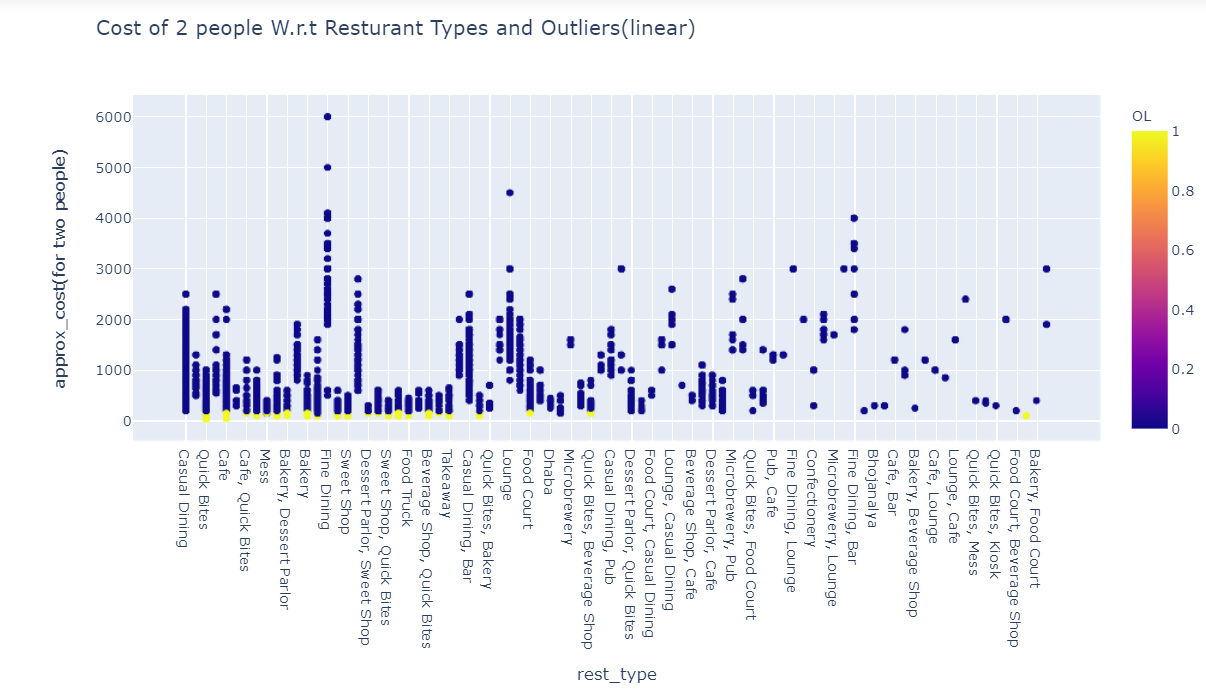 Cost of 2 people W.r.t Resturant Types and Outliers(linear)
OL
1
0.8
0.6
0.4
0.2
0
approx_cost(for two people)
6000
5000
4000
3000
2000
1000
0
Casual Dining
Quick Bites
Cafe
Cafe, Quick Bites
Mess
Bakery, Dessert Parlor
Bakery
Fine Dining
Sweet Shop
Dessert Parlor, Sweet Shop
Sweet Shop, Quick Bites
Food Truck
Beverage Shop, Quick Bites
Takeaway
Casual Dining, Bar
Quick Bites, Bakery
Lounge
Food Court
Dhaba
Microbrewery
Quick Bites, Beverage Shop
Casual Dining, Pub
Dessert Parlor, Quick Bites
Food Court, Casual Dining
Lounge, Casual Dining
Beverage Shop, Cafe
Dessert Parlor, Cafe
Microbrewery, Pub
Quick Bites, Food Court
Pub, Cafe
Fine Dining, Lounge
Confectionery
Microbrewery, Lounge
Fine Dining, Bar
Bhojanalya
Cafe, Bar
Bakery, Beverage Shop
Cafe, Lounge
Lounge, Cafe
Quick Bites, Mess
Quick Bites, Kiosk
Food Court, Beverage Shop
Bakery, Food Court
rest_type